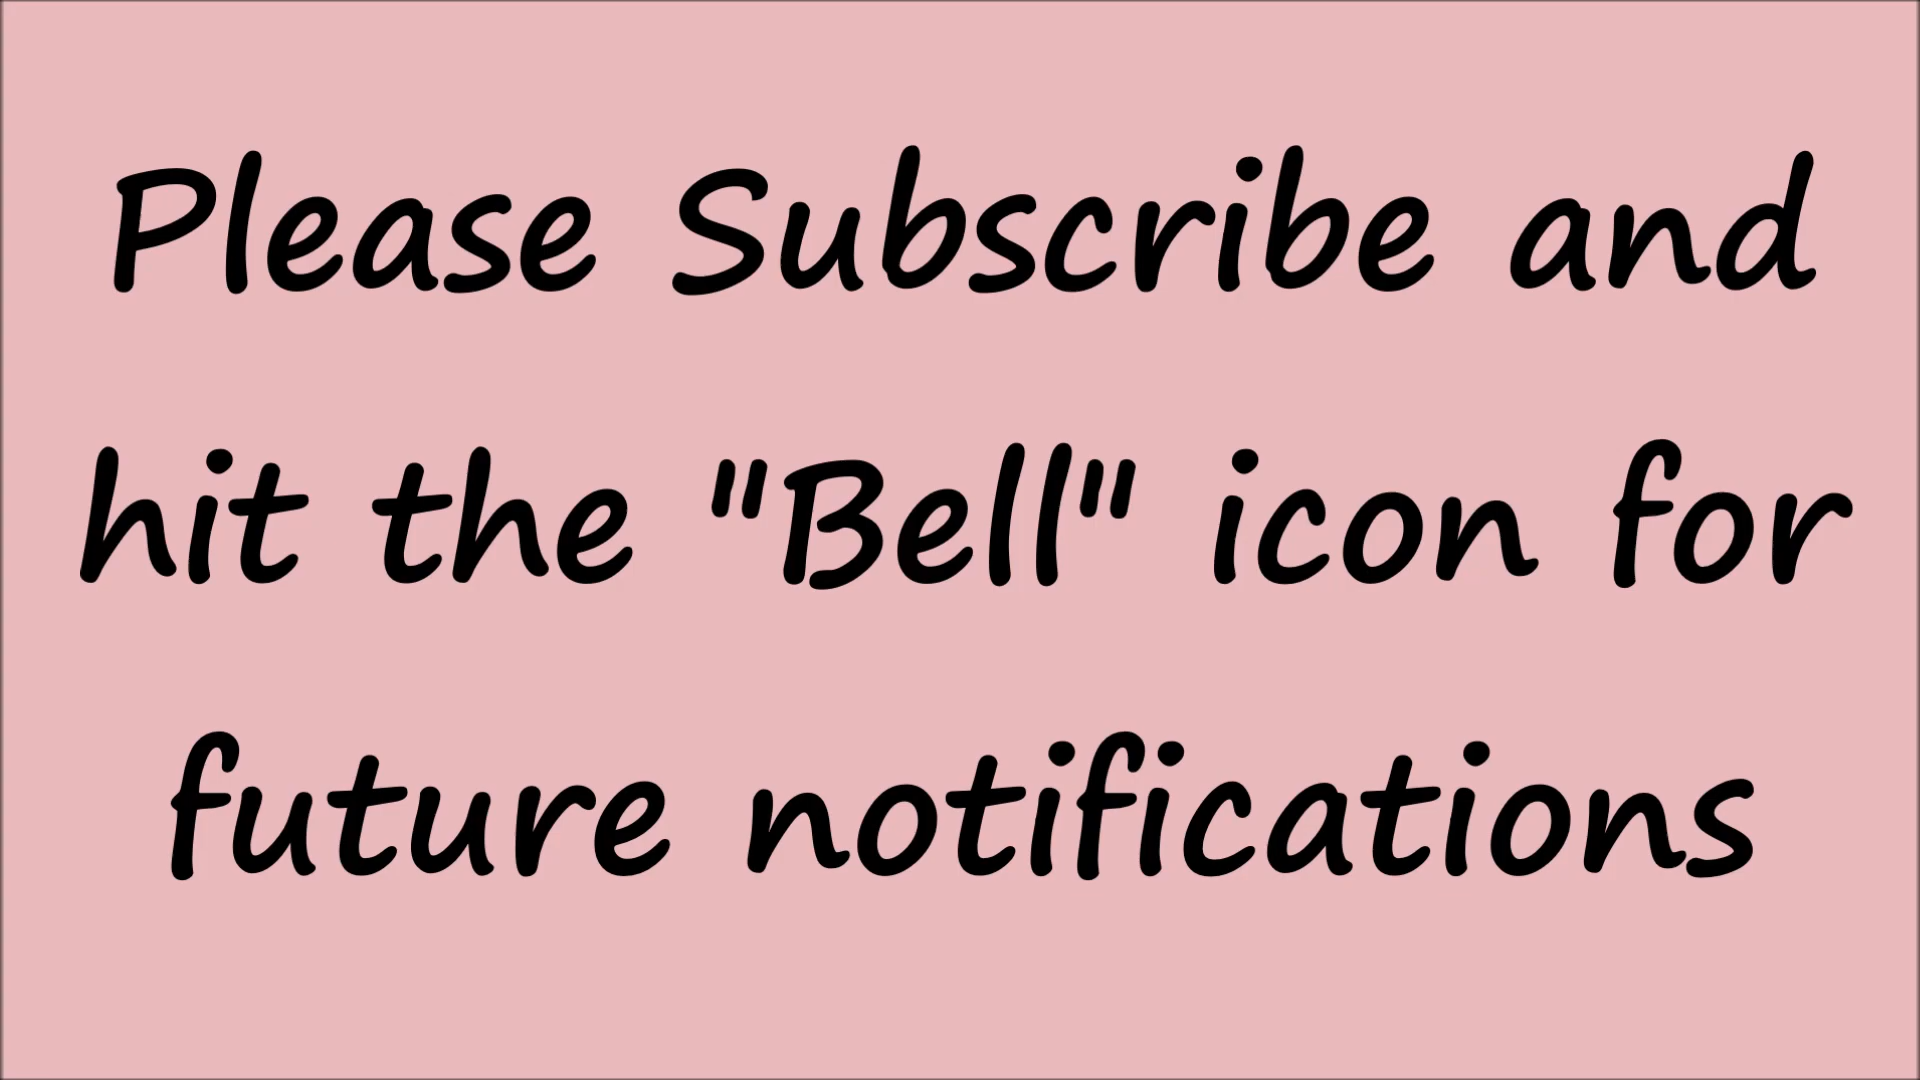 Please Subscribe and
hit the "Bell" icon for
future notifications